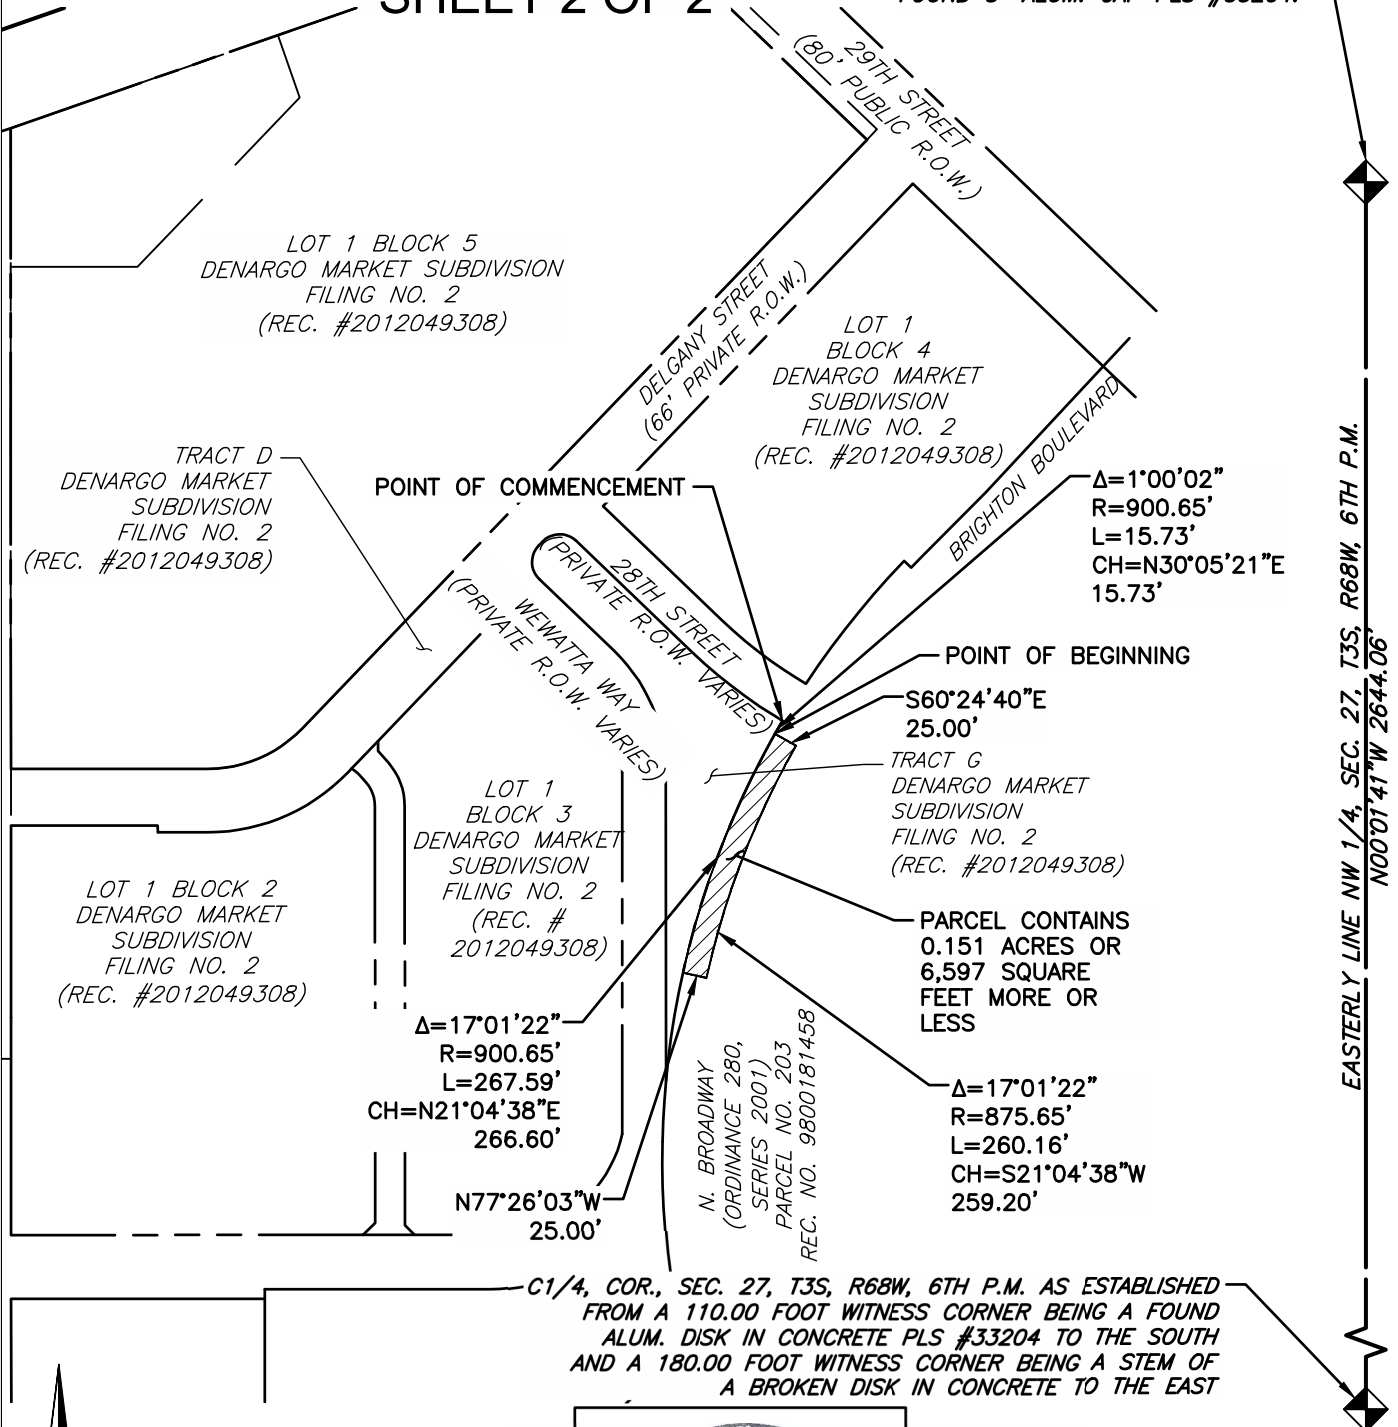 SHEET 2 OF 2
29TH STREET
(80' PUBLIC R.O.W.)
LOT 1 BLOCK 5
DENARGO MARKET SUBDIVISION
FILING NO. 2
(REC. #2012049308)
DELGANY STREET
(66' PRIVATE R.O.W.)
LOT 1
BLOCK 4
DENARGO MARKET
SUBDIVISION
FILING NO. 2
(REC. #2012049308)
BRIGHTON BOULEVARD
TRACT D
DENARGO MARKET
SUBDIVISION
FILING NO. 2
(REC. #2012049308)
POINT OF COMMENCEMENT
Δ=1°00'02"
R=900.65'
L=15.73'
CH=N30°05'21"E
15.73'
28TH STREET
(PRIVATE R.O.W. VARIES)
WEWATTA WAY
(PRIVATE R.O.W. VARIES)
POINT OF BEGINNING
S60°24'40"E
25.00'
TRACT G
DENARGO MARKET
SUBDIVISION
FILING NO. 2
(REC. #2012049308)
LOT 1
BLOCK 3
DENARGO MARKET
SUBDIVISION
FILING NO. 2
(REC. #
2012049308)
LOT 1 BLOCK 2
DENARGO MARKET
SUBDIVISION
FILING NO. 2
(REC. #2012049308)
PARCEL CONTAINS
0.151 ACRES OR
6,597 SQUARE
FEET MORE OR
LESS
Δ=17°01'22"
R=900.65'
L=267.59'
CH=N21°04'38"E
266.60'
Δ=17°01'22"
R=875.65'
L=260.16'
CH=S21°04'38"W
259.20'
N77°26'03"W
25.00'
N. BROADWAY
(ORDINANCE 280,
SERIES 2001)
PARCEL NO. 203
REC. NO. 9800181458
EASTERLY LINE NW 1/4, SEC. 27, T3S, R68W, 6TH P.M.
N00°01'41"W 2644.06'
C1/4, COR., SEC. 27, T3S, R68W, 6TH P.M. AS ESTABLISHED
FROM A 110.00 FOOT WITNESS CORNER BEING A FOUND
ALUM. DISK IN CONCRETE PLS #33204 TO THE SOUTH
AND A 180.00 FOOT WITNESS CORNER BEING A STEM OF
A BROKEN DISK IN CONCRETE TO THE EAST